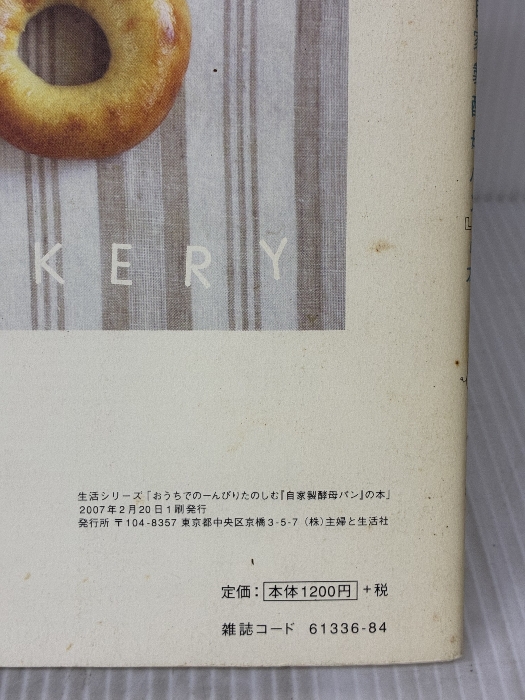 KERY
生活シリーズ「おうちでのーんびりたのしむ『自家製酵母パン』の本」
2007年2月20日1刷発行
発行所 〒104-8357 東京都中央区京橋3-5-7 (株)主婦と生活社
定価：本体1200円+税
雑誌コード 61336-84